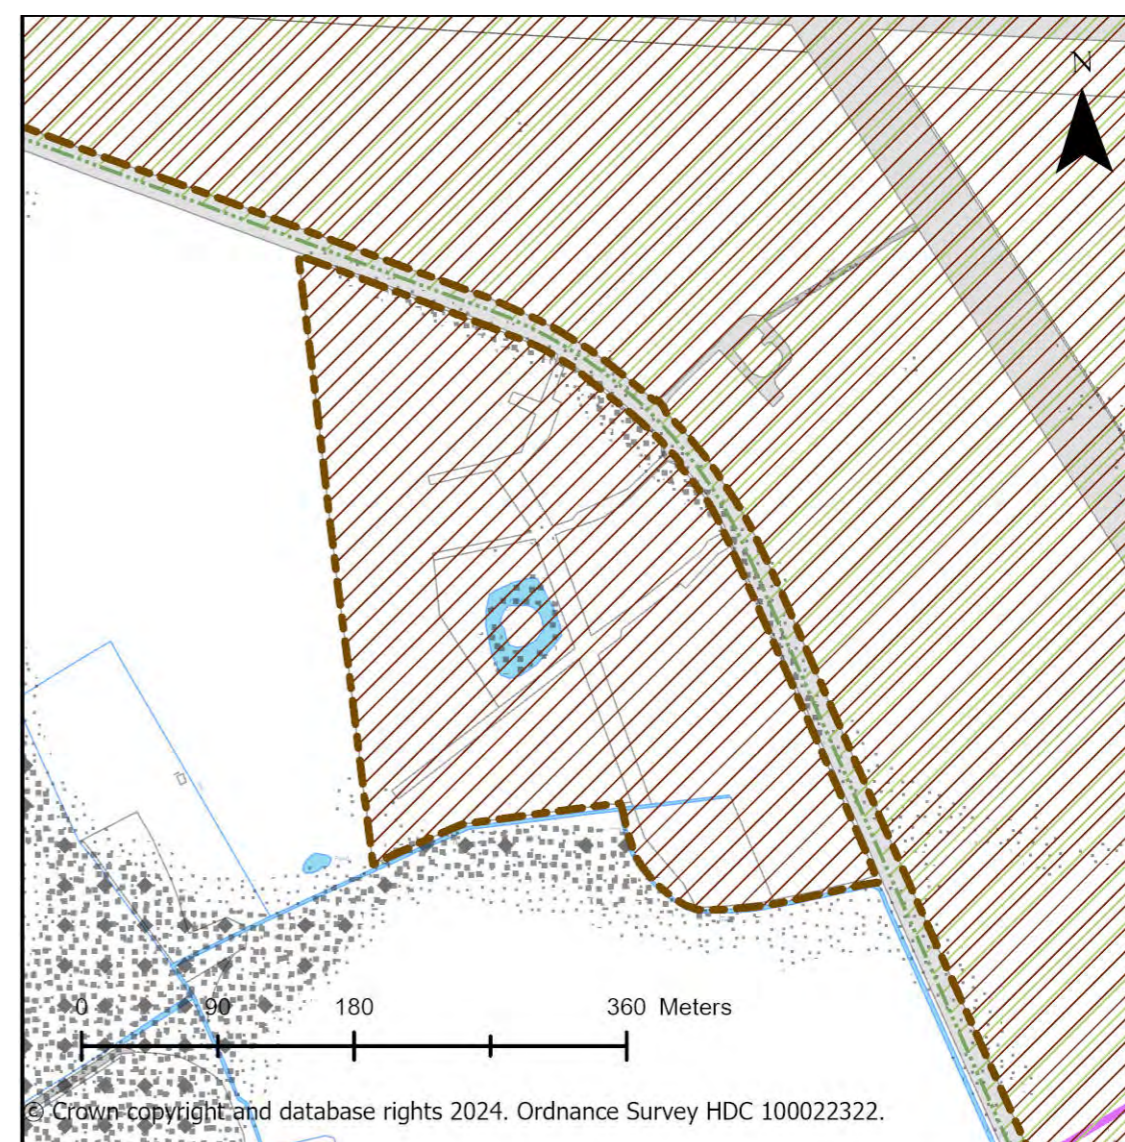 N
0 90 180 360 Meters
© Crown copyright and database rights 2024. Ordnance Survey HDC 100022322.